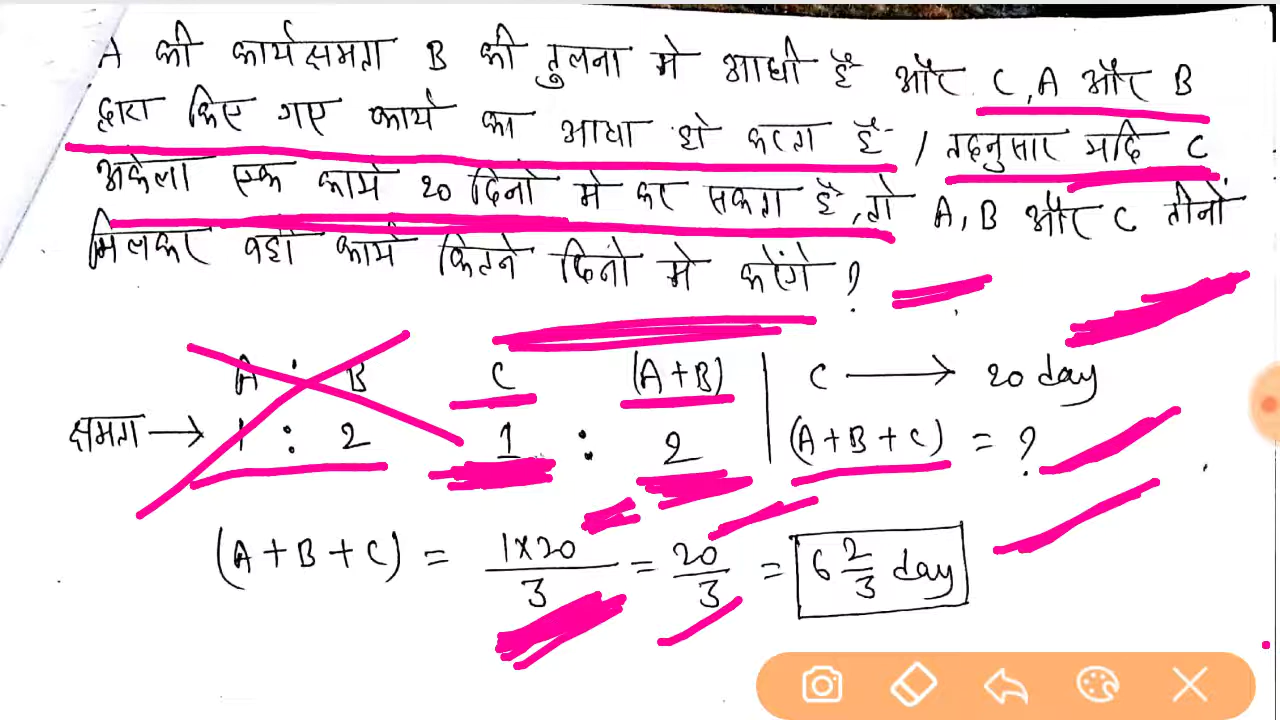 A की कार्यक्षमता B की तुलना मे आधी है और C, A और B
द्वारा किए गए कार्य का आधा ही करता है / तदनुसार यदि C
अकेला एक कार्य 20 दिनो मे कर सकता है, तो A, B और C तीनों
मिलकर वही कार्य कितने दिनो मे करेंगे ?
A : B C (A+B) | C → 20 day
क्षमता → 1 : 2 1 : 2 | (A+B+C) = ?
(A+B+C) = 1×20/3 = 20/3 = 6 2/3 day